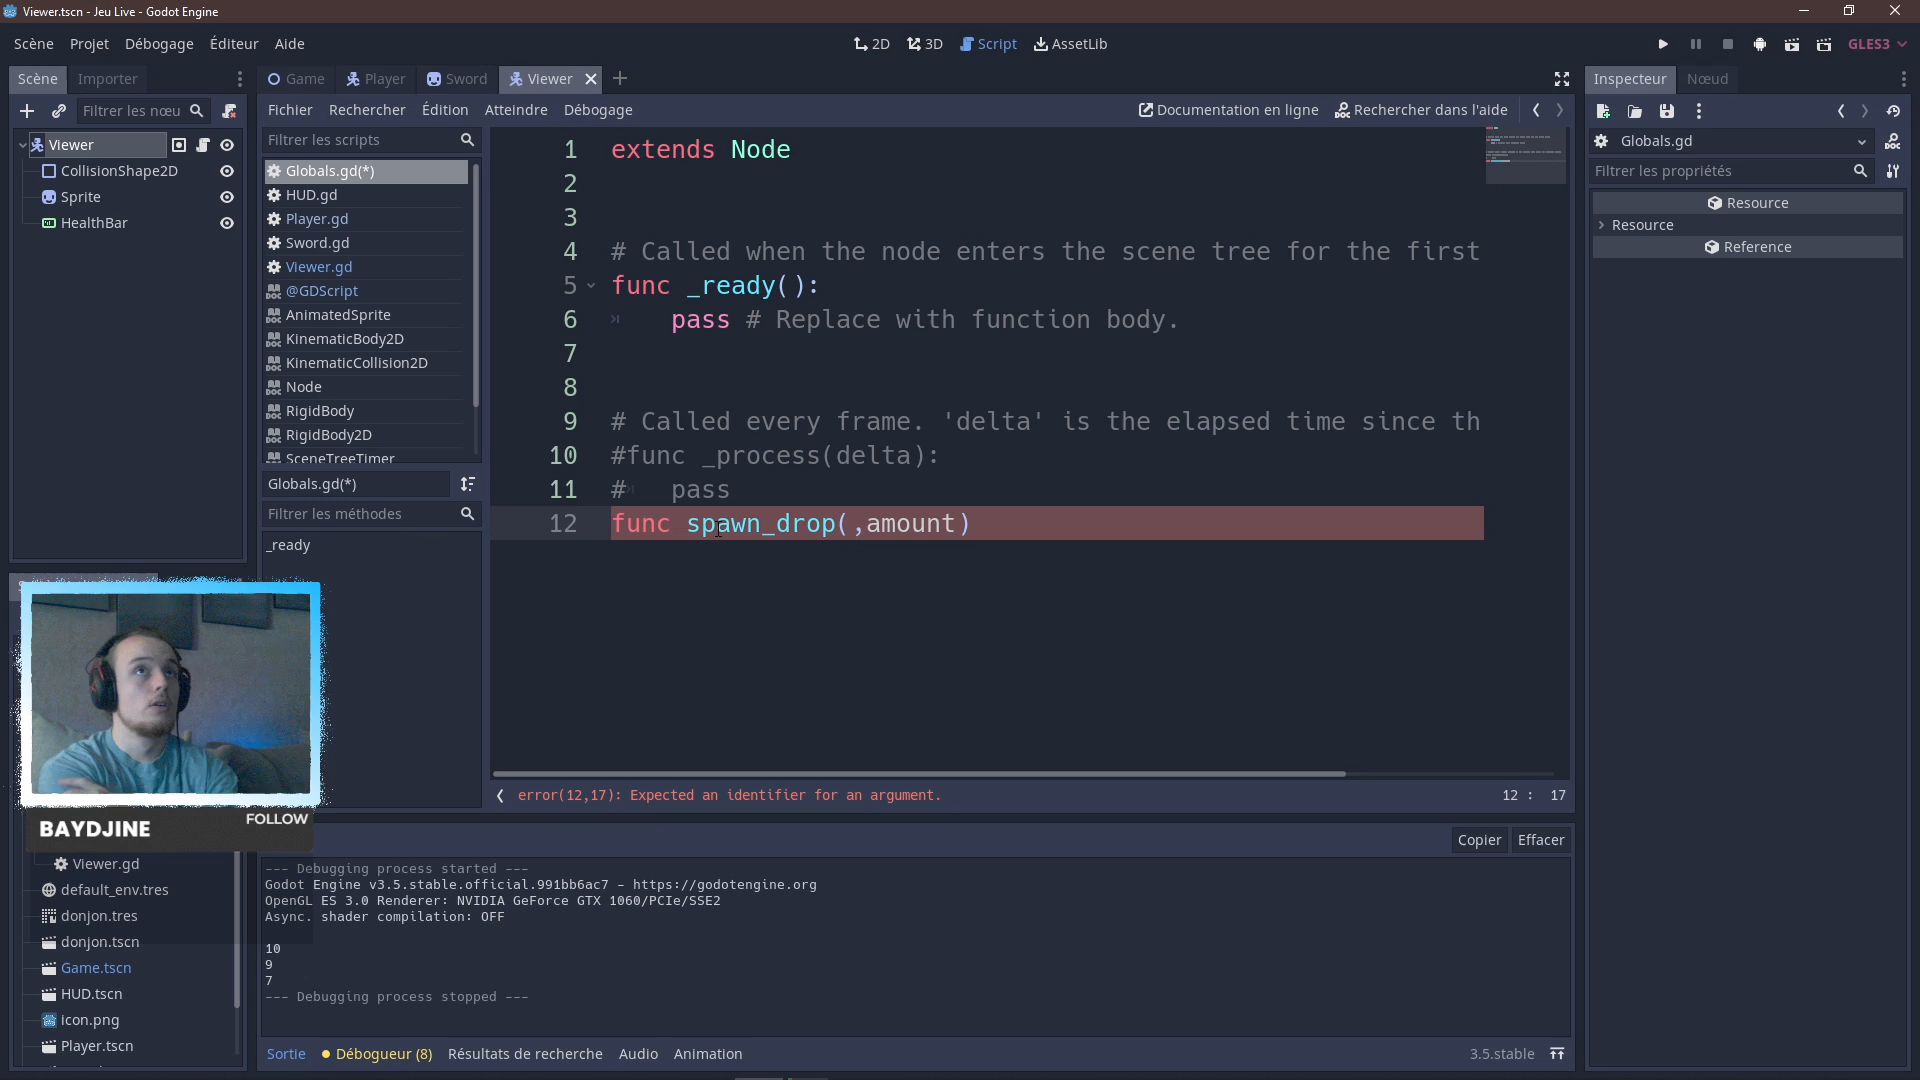 Viewer.tscn - Jeu Live - Godot Engine
Scène Projet Débogage Éditeur Aide
2D 3D Script AssetLib
GLES3
Scène Importer
Filtrer les nœu
Viewer
CollisionShape2D
Sprite
HealthBar
Game Player Sword Viewer
Fichier Rechercher Édition Atteindre Débogage
Documentation en ligne Rechercher dans l'aide
Filtrer les scripts
Globals.gd(*)
HUD.gd
Player.gd
Sword.gd
Viewer.gd
@GDScript
AnimatedSprite
KinematicBody2D
KinematicCollision2D
Node
RigidBody
RigidBody2D
SceneTreeTimer
Globals.gd(*)
Filtrer les méthodes
_ready
1 extends Node
2
3
4 # Called when the node enters the scene tree for the first
5 func _ready():
6 pass # Replace with function body.
7
8
9 # Called every frame. 'delta' is the elapsed time since th
10 #func _process(delta):
11 # pass
12 func spawn_drop(,amount)
error(12,17): Expected an identifier for an argument.
12 : 17
Inspecteur Nœud
Globals.gd
Filtrer les propriétés
Resource
Resource
Reference
BAYDJINE
FOLLOW
Viewer.gd
default_env.tres
donjon.tres
donjon.tscn
Game.tscn
HUD.tscn
icon.png
Player.tscn
Copier Effacer
--- Debugging process started ---
Godot Engine v3.5.stable.official.991bb6ac7 - https://godotengine.org
OpenGL ES 3.0 Renderer: NVIDIA GeForce GTX 1060/PCIe/SSE2
Async. shader compilation: OFF
10
9
7
--- Debugging process stopped ---
Sortie Débogueur (8) Résultats de recherche Audio Animation
3.5.stable